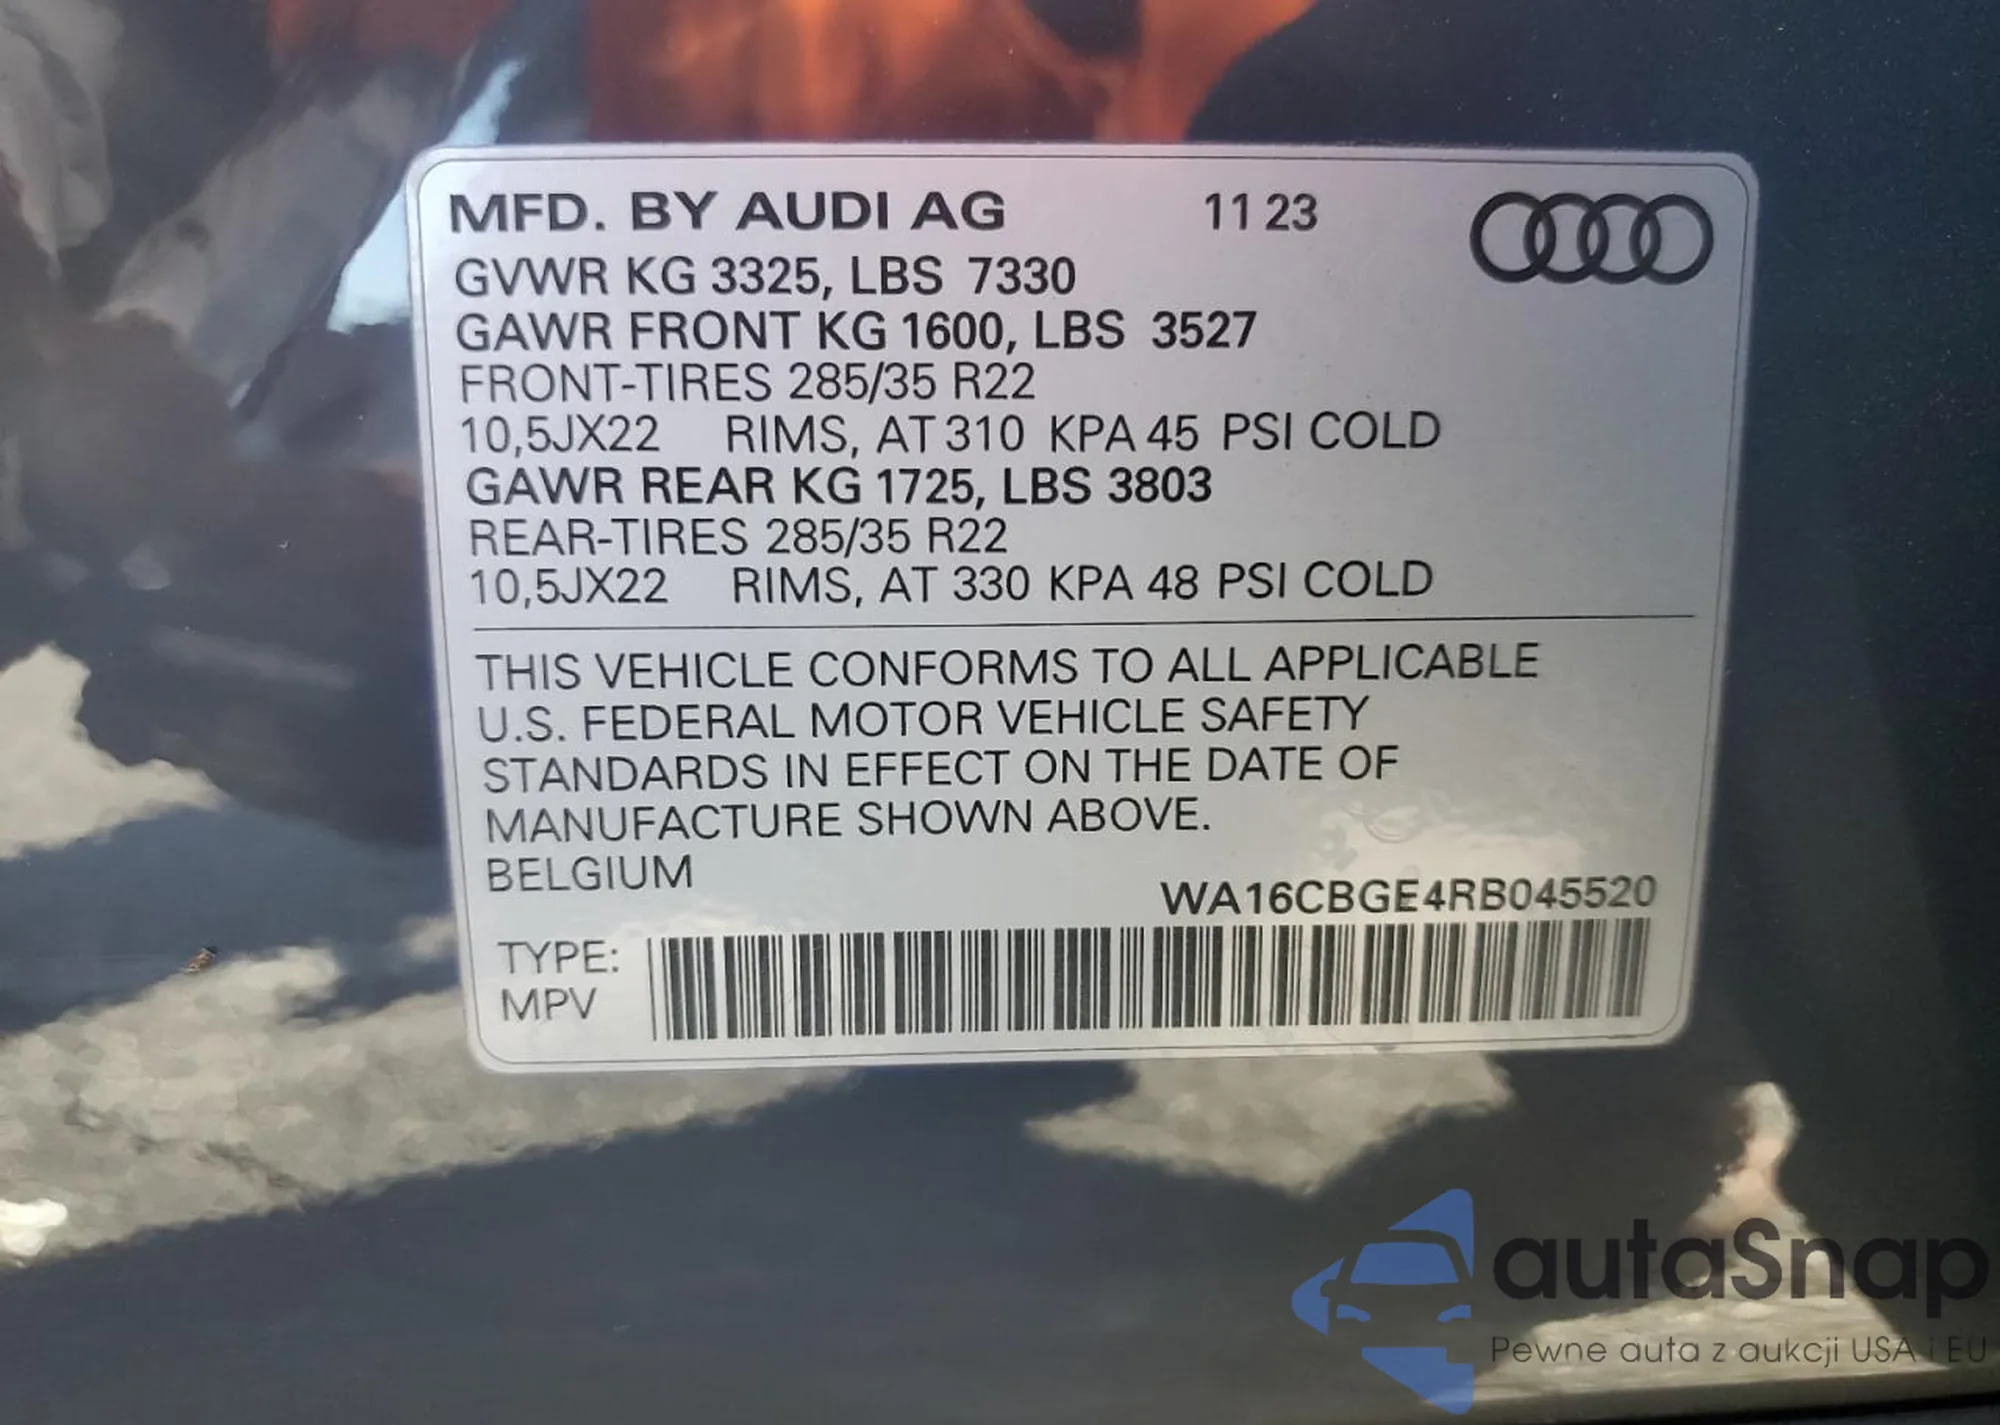 MFD. BY AUDI AG 11 23
GVWR KG 3325, LBS 7330
GAWR FRONT KG 1600, LBS 3527
FRONT-TIRES 285/35 R22
10,5JX22 RIMS, AT 310 KPA 45 PSI COLD
GAWR REAR KG 1725, LBS 3803
REAR-TIRES 285/35 R22
10,5JX22 RIMS, AT 330 KPA 48 PSI COLD
THIS VEHICLE CONFORMS TO ALL APPLICABLE
U.S. FEDERAL MOTOR VEHICLE SAFETY
STANDARDS IN EFFECT ON THE DATE OF
MANUFACTURE SHOWN ABOVE.
BELGIUM
WA16CBGE4RB045520
TYPE:
MPV
autaSnap
Pewne auta z aukcji USA i EU